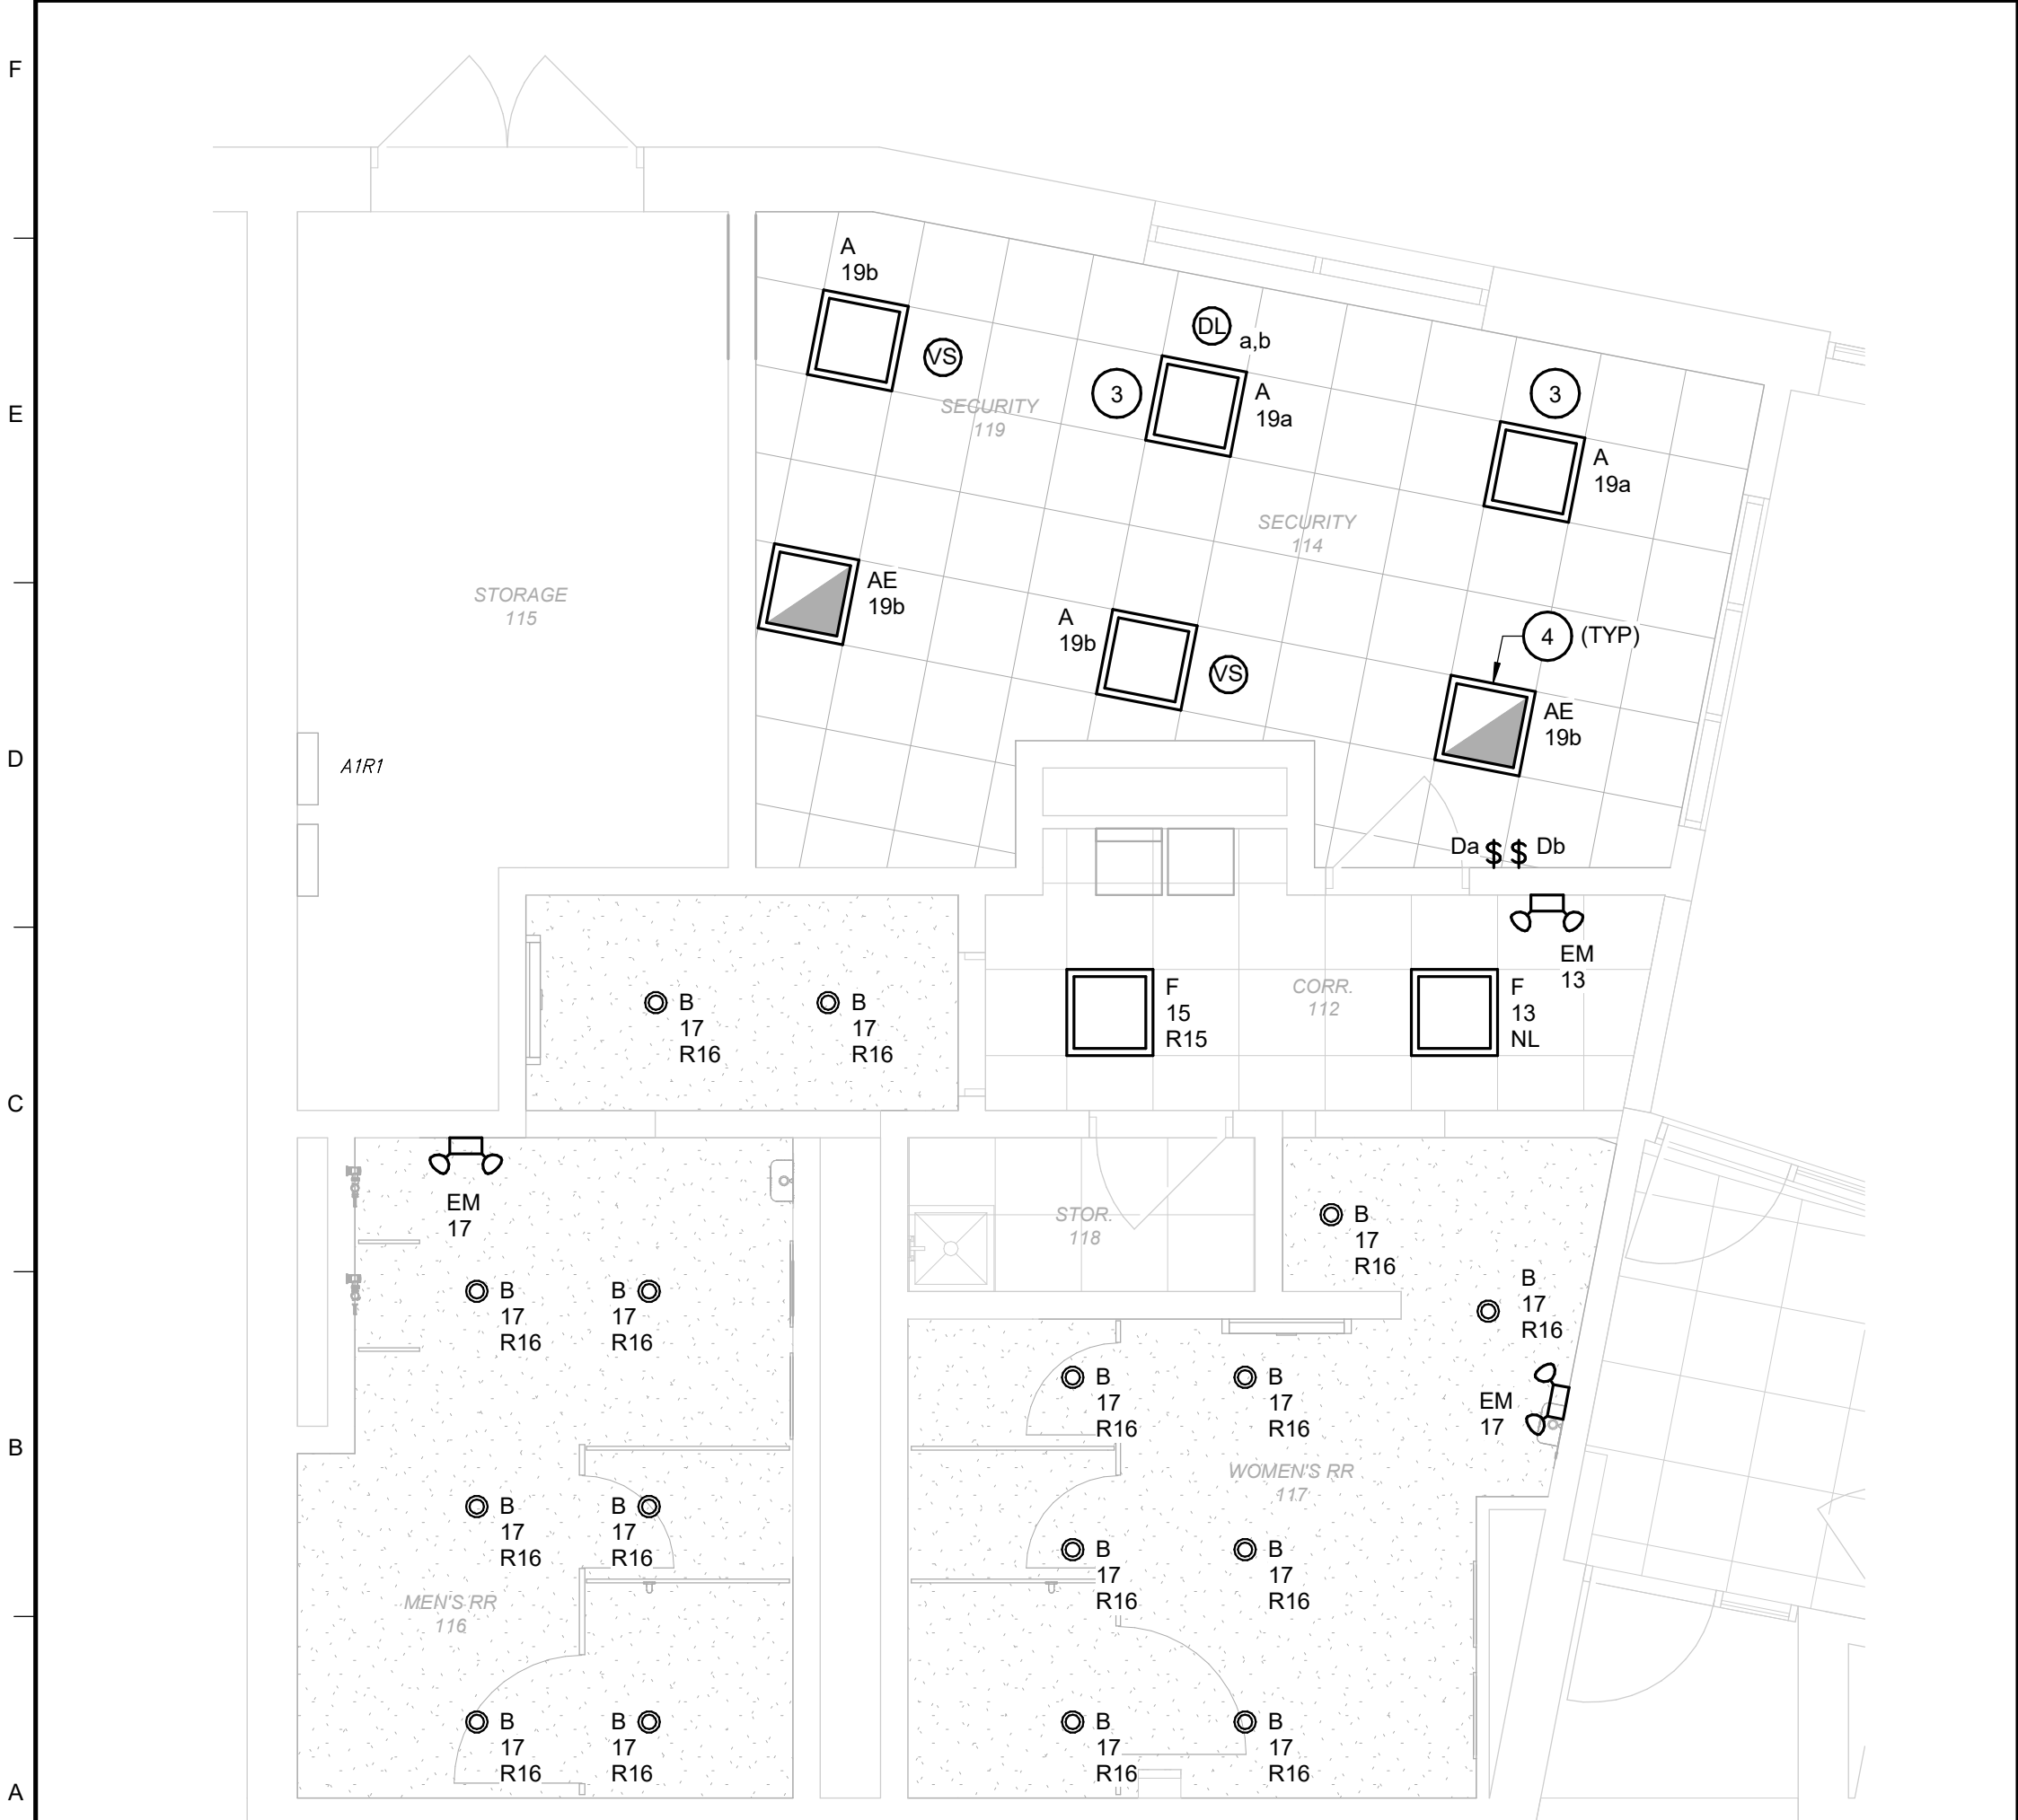 F
E
D
C
B
A
A
19b
VS
DL
a,b
3
A
19a
3
A
19a
SECURITY
119
SECURITY
114
STORAGE
115
AE
19b
A
19b
VS
4
(TYP)
AE
19b
A1R1
Da $ $ Db
EM
13
B
17
R16
B
17
R16
F
15
R15
CORR.
112
F
13
NL
EM
17
STOR.
118
B
17
R16
B
17
R16
B
17
R16
B
17
R16
B
17
R16
B
17
R16
EM
17
WOMEN'S RR
117
B
17
R16
B
17
R16
B
17
R16
B
17
R16
MEN'S RR
116
B
17
R16
B
17
R16
B
17
R16
B
17
R16